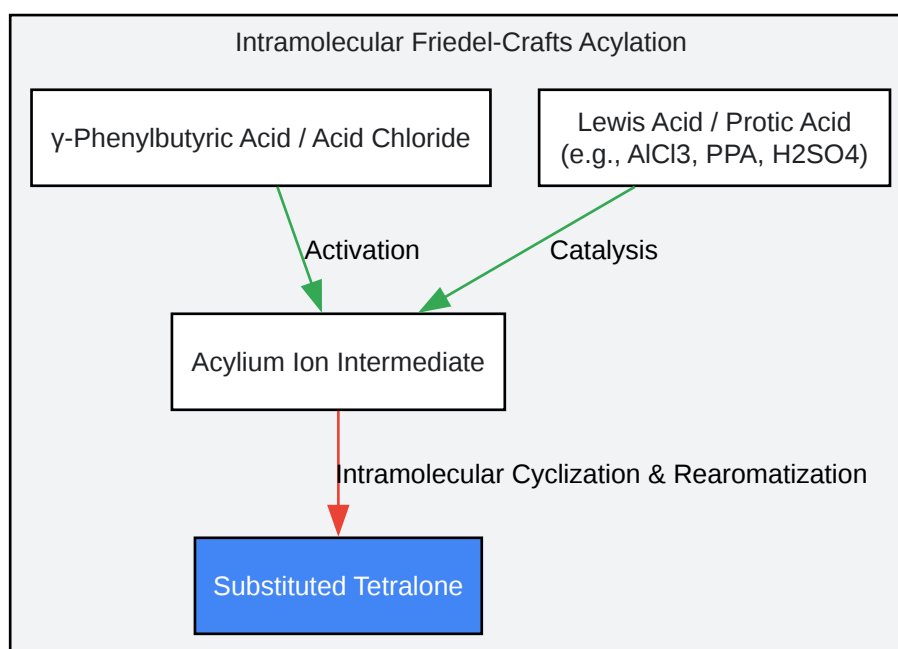 Intramolecular Friedel-Crafts Acylation
γ-Phenylbutyric Acid / Acid Chloride
Lewis Acid / Protic Acid
(e.g., AlCl3, PPA, H2SO4)
Activation
Catalysis
Acylium Ion Intermediate
Intramolecular Cyclization & Rearomatization
Substituted Tetralone